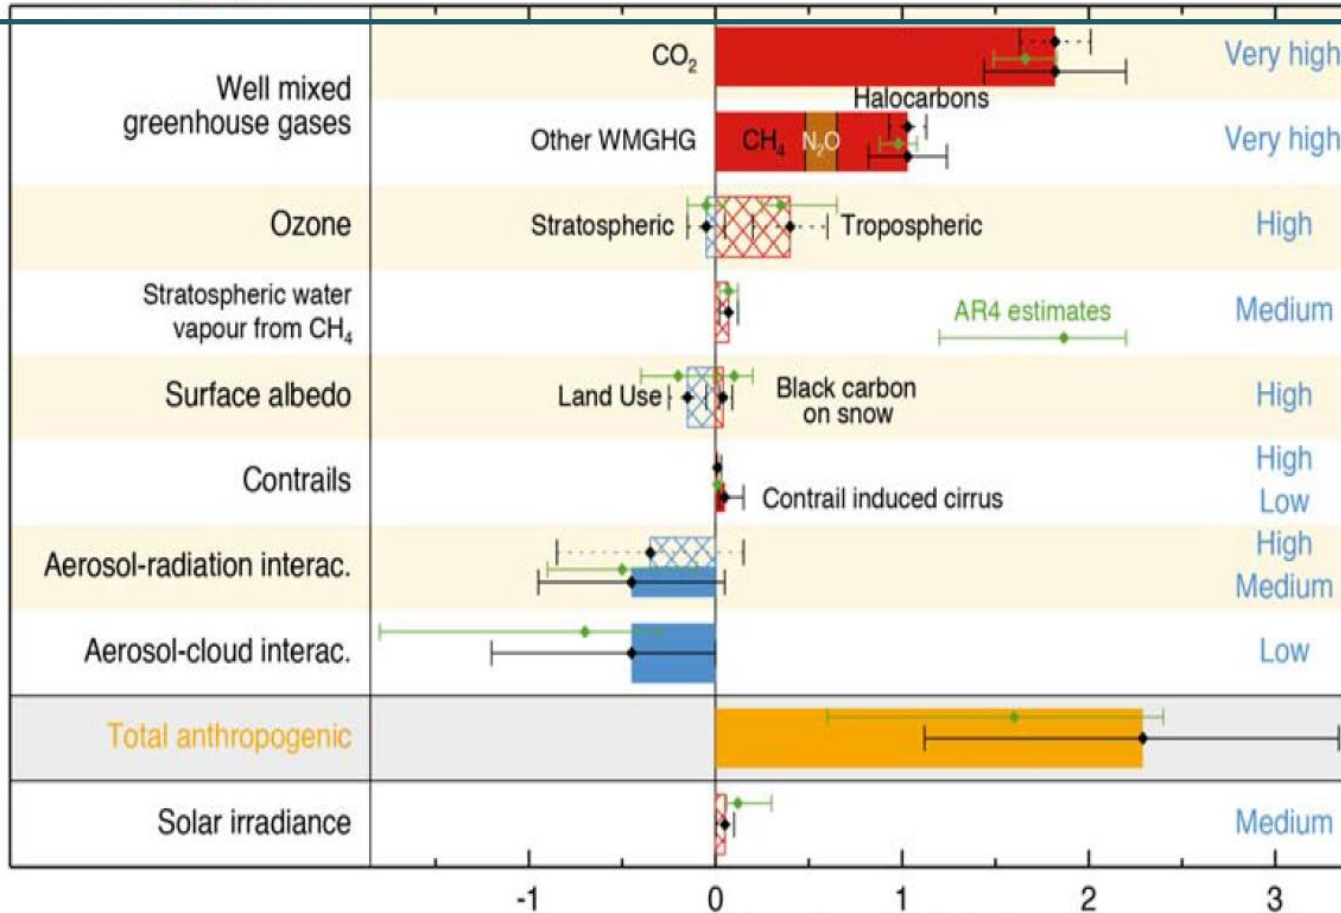 CO₂
Very high
Well mixed
greenhouse gases
Halocarbons
Other WMGHG
CH₄
N₂O
Very high
Ozone
Stratospheric
Tropospheric
High
Stratospheric water
vapour from CH₄
AR4 estimates
Medium
Surface albedo
Land Use
Black carbon
on snow
High
Contrails
Contrail induced cirrus
High
Low
Aerosol-radiation interac.
High
Medium
Aerosol-cloud interac.
Low
Total anthropogenic
Solar irradiance
Medium
-1 0 1 2 3